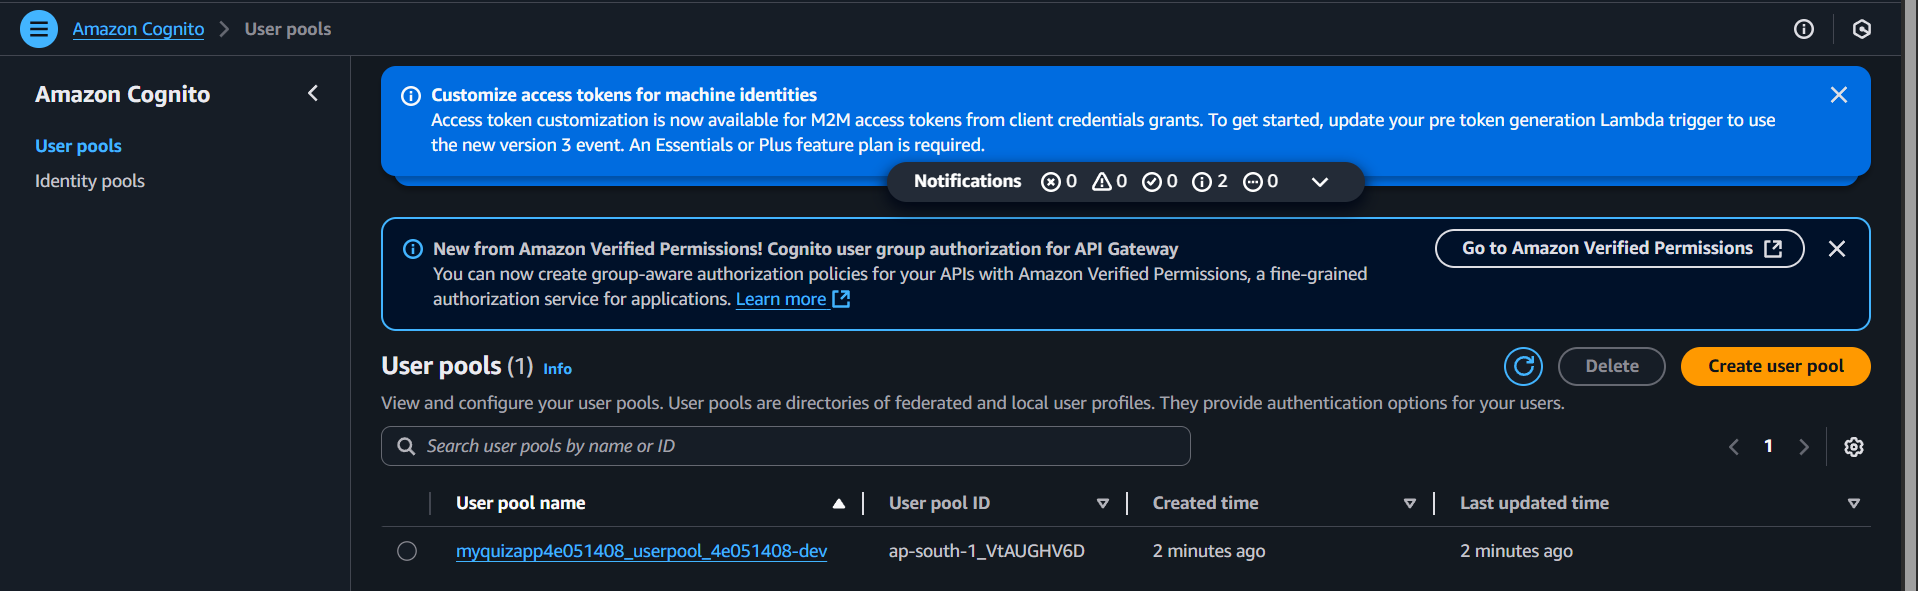 Amazon Cognito > User pools
Amazon Cognito
User pools
Identity pools
Customize access tokens for machine identities
Access token customization is now available for M2M access tokens from client credentials grants. To get started, update your pre token generation Lambda trigger to use
the new version 3 event. An Essentials or Plus feature plan is required.
Notifications 0 0 0 2 0
New from Amazon Verified Permissions! Cognito user group authorization for API Gateway
You can now create group-aware authorization policies for your APIs with Amazon Verified Permissions, a fine-grained
authorization service for applications. Learn more
Go to Amazon Verified Permissions
User pools (1) Info
Delete
Create user pool
View and configure your user pools. User pools are directories of federated and local user profiles. They provide authentication options for your users.
Search user pools by name or ID
1
User pool name User pool ID Created time Last updated time
myquizapp4e051408_userpool_4e051408-dev ap-south-1_VtAUGHV6D 2 minutes ago 2 minutes ago